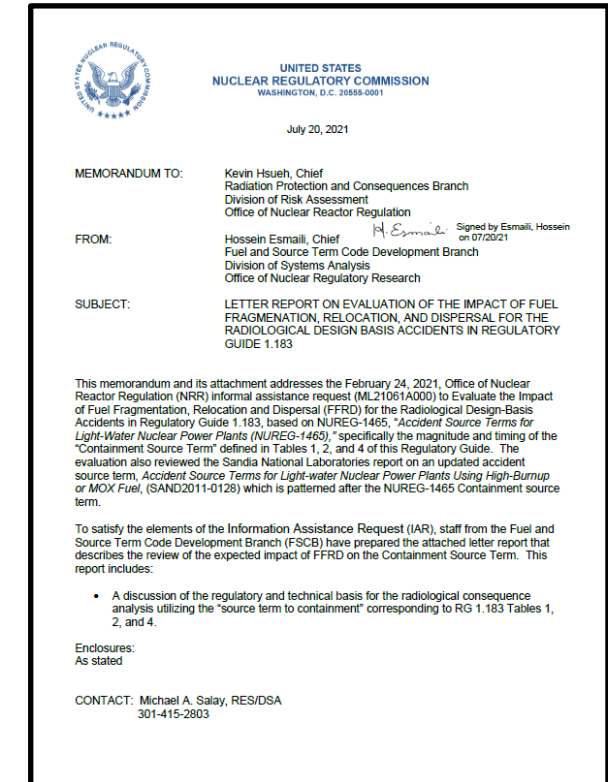 UNITED STATES NUCLEAR REGULATORY COMMISSION
UNITED STATES
NUCLEAR REGULATORY COMMISSION
WASHINGTON, D.C. 20555-0001
July 20, 2021
MEMORANDUM TO: Kevin Hsueh, Chief
Radiation Protection and Consequences Branch
Division of Risk Assessment
Office of Nuclear Reactor Regulation
H. Esmaili Signed by Esmaili, Hossein
on 07/20/21
FROM: Hossein Esmaili, Chief
Fuel and Source Term Code Development Branch
Division of Systems Analysis
Office of Nuclear Regulatory Research
SUBJECT: LETTER REPORT ON EVALUATION OF THE IMPACT OF FUEL
FRAGMENATION, RELOCATION, AND DISPERSAL FOR THE
RADIOLOGICAL DESIGN BASIS ACCIDENTS IN REGULATORY
GUIDE 1.183
This memorandum and its attachment addresses the February 24, 2021, Office of Nuclear
Reactor Regulation (NRR) informal assistance request (ML21061A000) to Evaluate the Impact
of Fuel Fragmentation, Relocation and Dispersal (FFRD) for the Radiological Design-Basis
Accidents in Regulatory Guide 1.183, based on NUREG-1465, "Accident Source Terms for
Light-Water Nuclear Power Plants (NUREG-1465)," specifically the magnitude and timing of the
"Containment Source Term" defined in Tables 1, 2, and 4 of this Regulatory Guide. The
evaluation also reviewed the Sandia National Laboratories report on an updated accident
source term, Accident Source Terms for Light-water Nuclear Power Plants Using High-Burnup
or MOX Fuel, (SAND2011-0128) which is patterned after the NUREG-1465 Containment source
term.
To satisfy the elements of the Information Assistance Request (IAR), staff from the Fuel and
Source Term Code Development Branch (FSCB) have prepared the attached letter report that
describes the review of the expected impact of FFRD on the Containment Source Term. This
report includes:
• A discussion of the regulatory and technical basis for the radiological consequence
analysis utilizing the "source term to containment" corresponding to RG 1.183 Tables 1,
2, and 4.
Enclosures:
As stated
CONTACT: Michael A. Salay, RES/DSA
301-415-2803